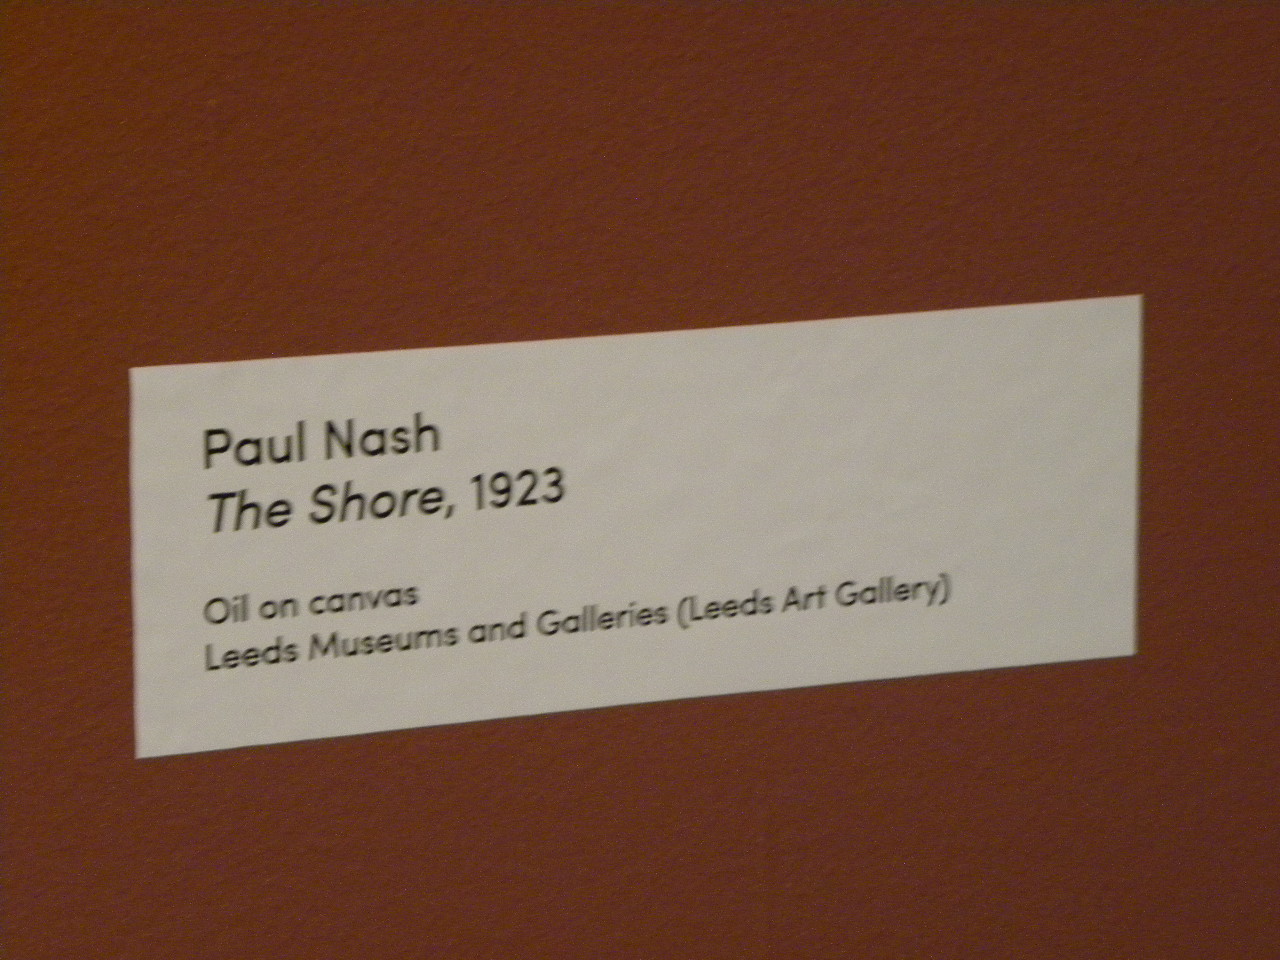 Paul Nash
The Shore, 1923
Oil on canvas
Leeds Museums and Galleries (Leeds Art Gallery)